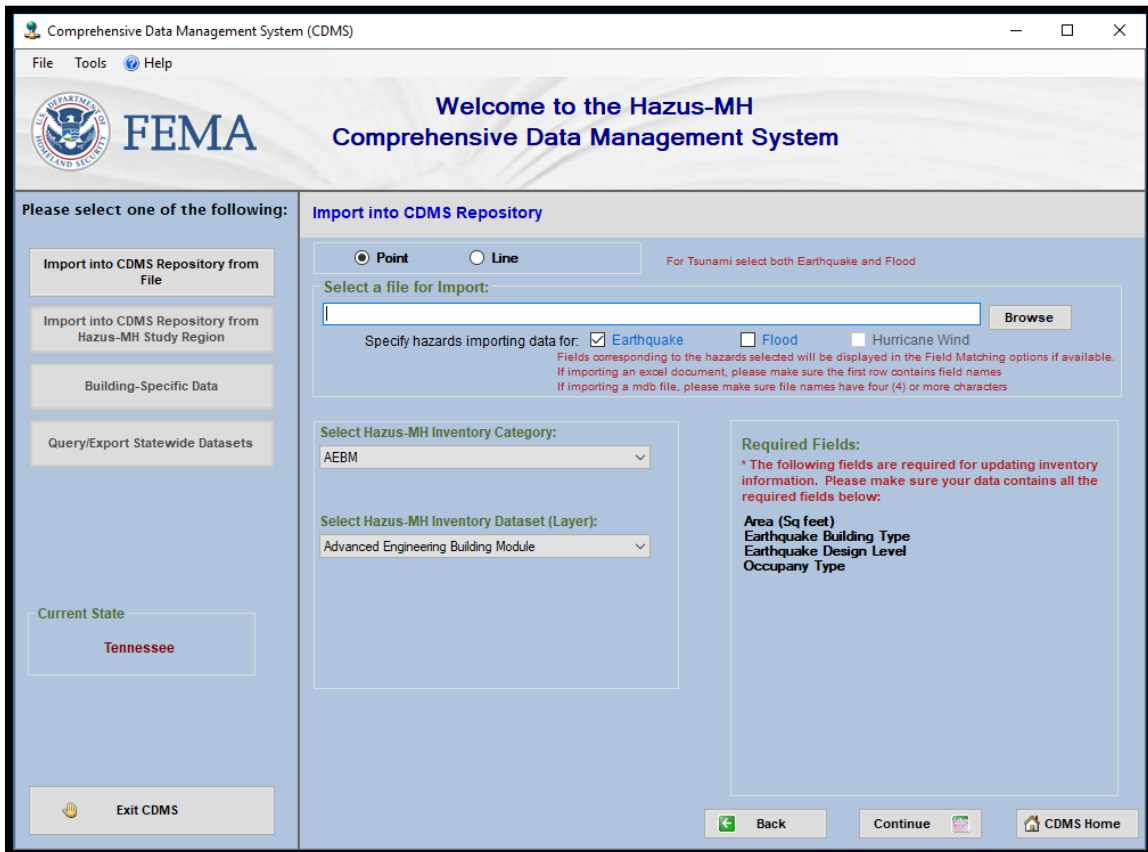 Comprehensive Data Management System (CDMS)
File Tools Help
FEMA
U.S. DEPARTMENT OF HOMELAND SECURITY
Welcome to the Hazus-MH
Comprehensive Data Management System
Please select one of the following:
Import into CDMS Repository from
File
Import into CDMS Repository from
Hazus-MH Study Region
Building-Specific Data
Query/Export Statewide Datasets
Current State
Tennessee
Exit CDMS
Import into CDMS Repository
Point Line
For Tsunami select both Earthquake and Flood
Select a file for Import:
Browse
Specify hazards importing data for: Earthquake Flood Hurricane Wind
Fields corresponding to the hazards selected will be displayed in the Field Matching options if available.
If importing an excel document, please make sure the first row contains field names
If importing a mdb file, please make sure file names have four (4) or more characters
Select Hazus-MH Inventory Category:
AEBM
Select Hazus-MH Inventory Dataset (Layer):
Advanced Engineering Building Module
Required Fields:
* The following fields are required for updating inventory
information. Please make sure your data contains all the
required fields below:
Area (Sq feet)
Earthquake Building Type
Earthquake Design Level
Occupany Type
Back Continue CDMS Home